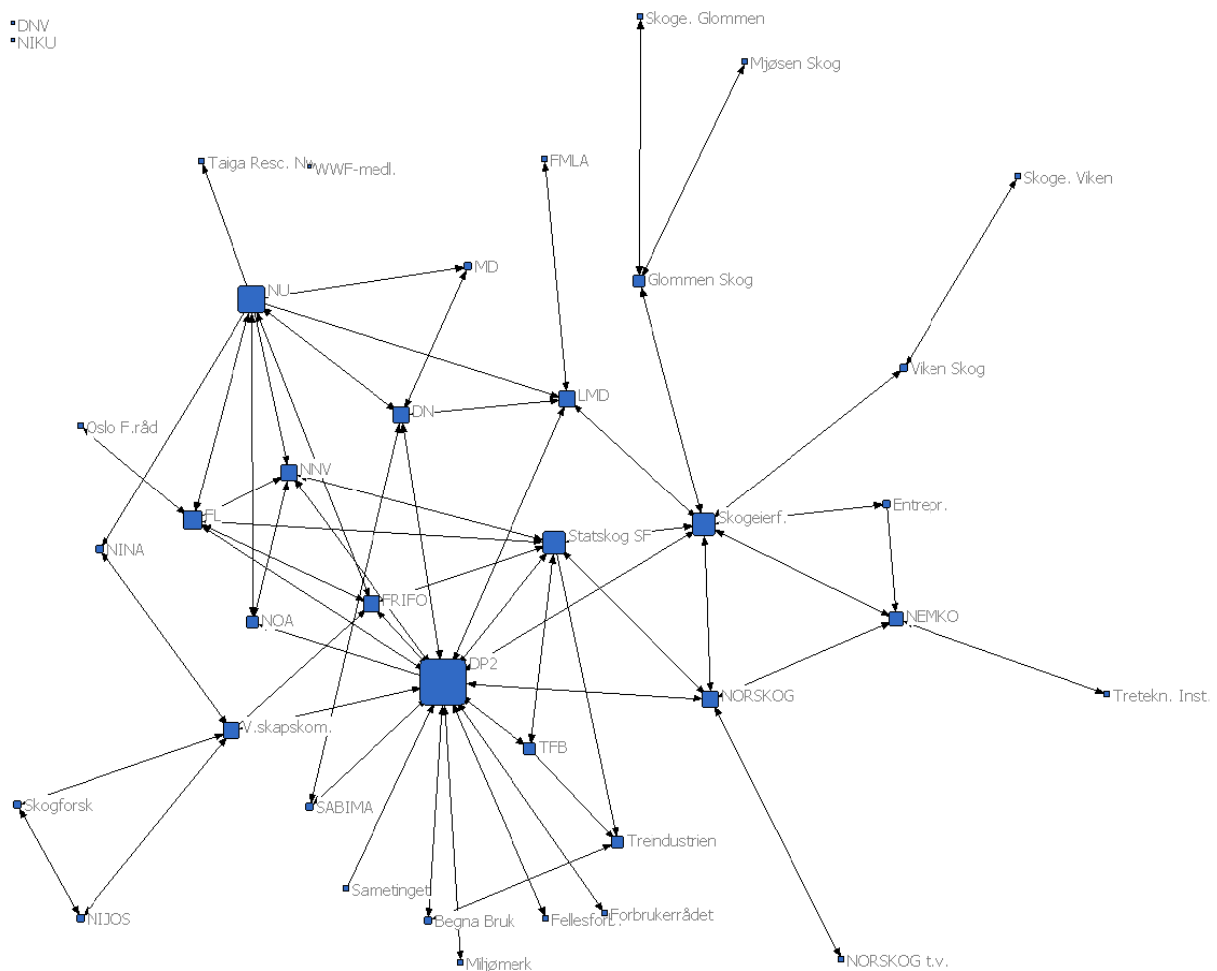 DNV
NIKU
Skoge. Glommen
Mjøsen Skog
Taiga Resc. Nw
WWF-medl.
FMLA
Skoge. Viken
MD
Glommen Skog
NU
Viken Skog
LMD
DN
Oslo F.råd
NNV
Entrepr.
FL
Skogeierf.
Statskog SF
NINA
FRIFO
NOA
NEMKO
DP2
NORSKOG
Tretekn. Inst.
V.skapskom.
TFB
Skogforsk
SABIMA
Treindustrien
Sametinget
Begna Bruk
Fellesforb.
Forbrukerrådet
NIJOS
Miljømerk
NORSKOG t.v.